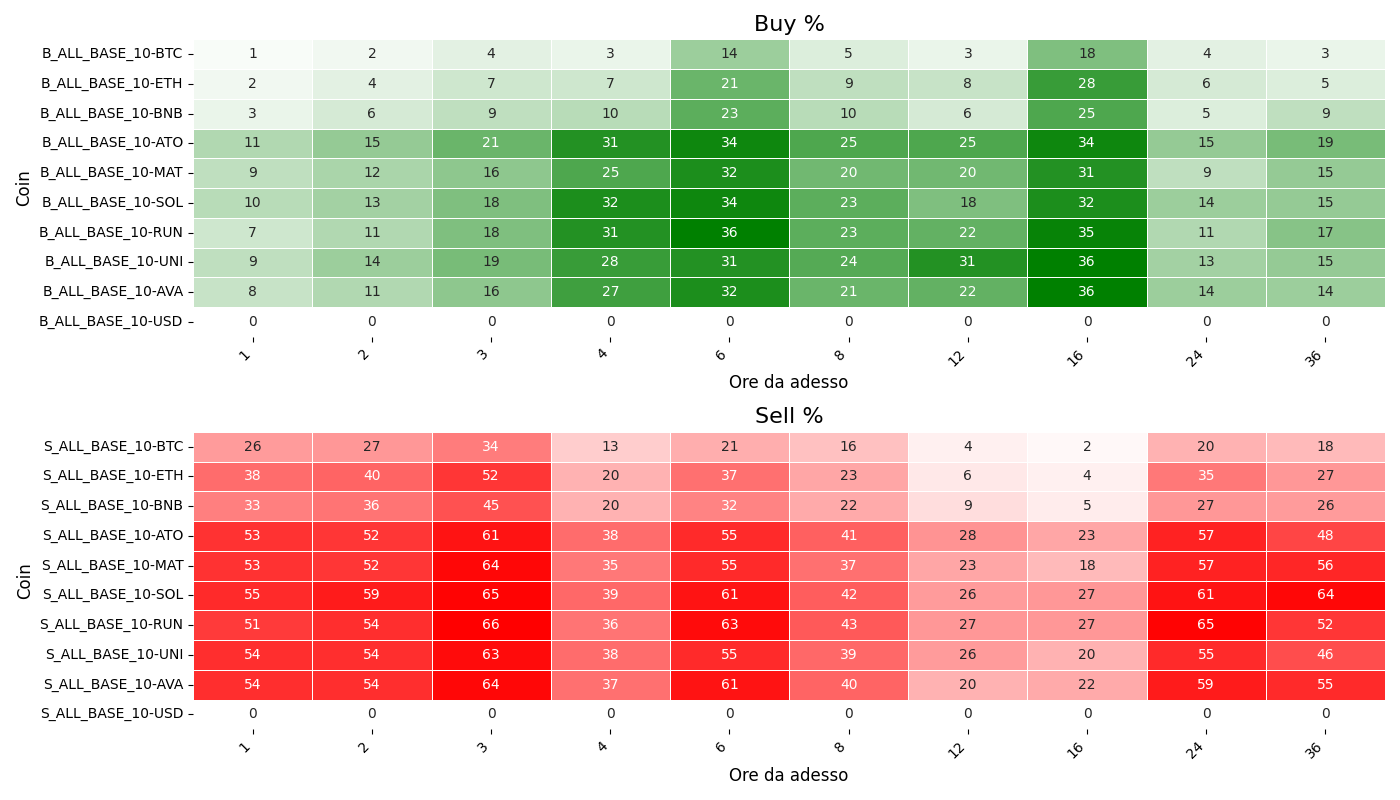 Buy %
Coin
B_ALL_BASE_10-BTC 1 2 4 3 14 5 3 18 4 3
B_ALL_BASE_10-ETH 2 4 7 7 21 9 8 28 6 5
B_ALL_BASE_10-BNB 3 6 9 10 23 10 6 25 5 9
B_ALL_BASE_10-ATO 11 15 21 31 34 25 25 34 15 19
B_ALL_BASE_10-MAT 9 12 16 25 32 20 20 31 9 15
B_ALL_BASE_10-SOL 10 13 18 32 34 23 18 32 14 15
B_ALL_BASE_10-RUN 7 11 18 31 36 23 22 35 11 17
B_ALL_BASE_10-UNI 9 14 19 28 31 24 31 36 13 15
B_ALL_BASE_10-AVA 8 11 16 27 32 21 22 36 14 14
B_ALL_BASE_10-USD 0 0 0 0 0 0 0 0 0 0
1 2 3 4 6 8 12 16 24 36
Ore da adesso
Sell %
Coin
S_ALL_BASE_10-BTC 26 27 34 13 21 16 4 2 20 18
S_ALL_BASE_10-ETH 38 40 52 20 37 23 6 4 35 27
S_ALL_BASE_10-BNB 33 36 45 20 32 22 9 5 27 26
S_ALL_BASE_10-ATO 53 52 61 38 55 41 28 23 57 48
S_ALL_BASE_10-MAT 53 52 64 35 55 37 23 18 57 56
S_ALL_BASE_10-SOL 55 59 65 39 61 42 26 27 61 64
S_ALL_BASE_10-RUN 51 54 66 36 63 43 27 27 65 52
S_ALL_BASE_10-UNI 54 54 63 38 55 39 26 20 55 46
S_ALL_BASE_10-AVA 54 54 64 37 61 40 20 22 59 55
S_ALL_BASE_10-USD 0 0 0 0 0 0 0 0 0 0
1 2 3 4 6 8 12 16 24 36
Ore da adesso